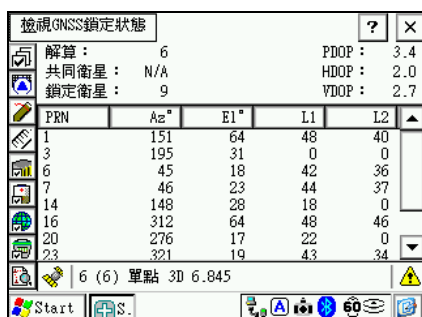 檢視GNSS鎖定狀態 ? ×
解算： 6 PDOP： 3.4
共同衛星： N/A HDOP： 2.0
鎖定衛星： 9 VDOP： 2.7
PRN Az° El° L1 L2
1 151 64 48 40
3 195 31 0 0
6 45 18 42 36
7 46 23 44 37
14 148 28 18 0
16 312 64 48 46
20 276 17 22 0
23 321 19 43 34
6 (6) 單點 3D 6.845
Start S. A 60